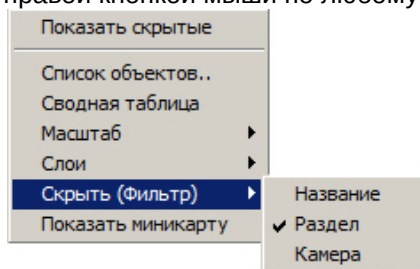 правой кнопкой мыши по любому
Показать скрытые
Список объектов..
Сводная таблица
Масштаб
Слои
Скрыть (Фильтр)
Показать миникарту
Название
Раздел
Камера